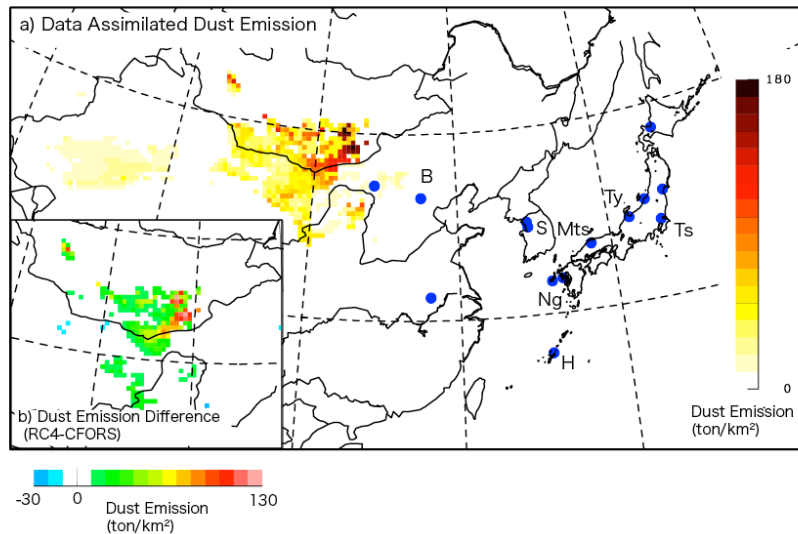 a) Data Assimilated Dust Emission
180
B
Ty
S
Mts
Ts
Ng
H
0
Dust Emission
(ton/km²)
b) Dust Emission Difference
(RC4-CFORS)
-30 0 130
Dust Emission
(ton/km²)